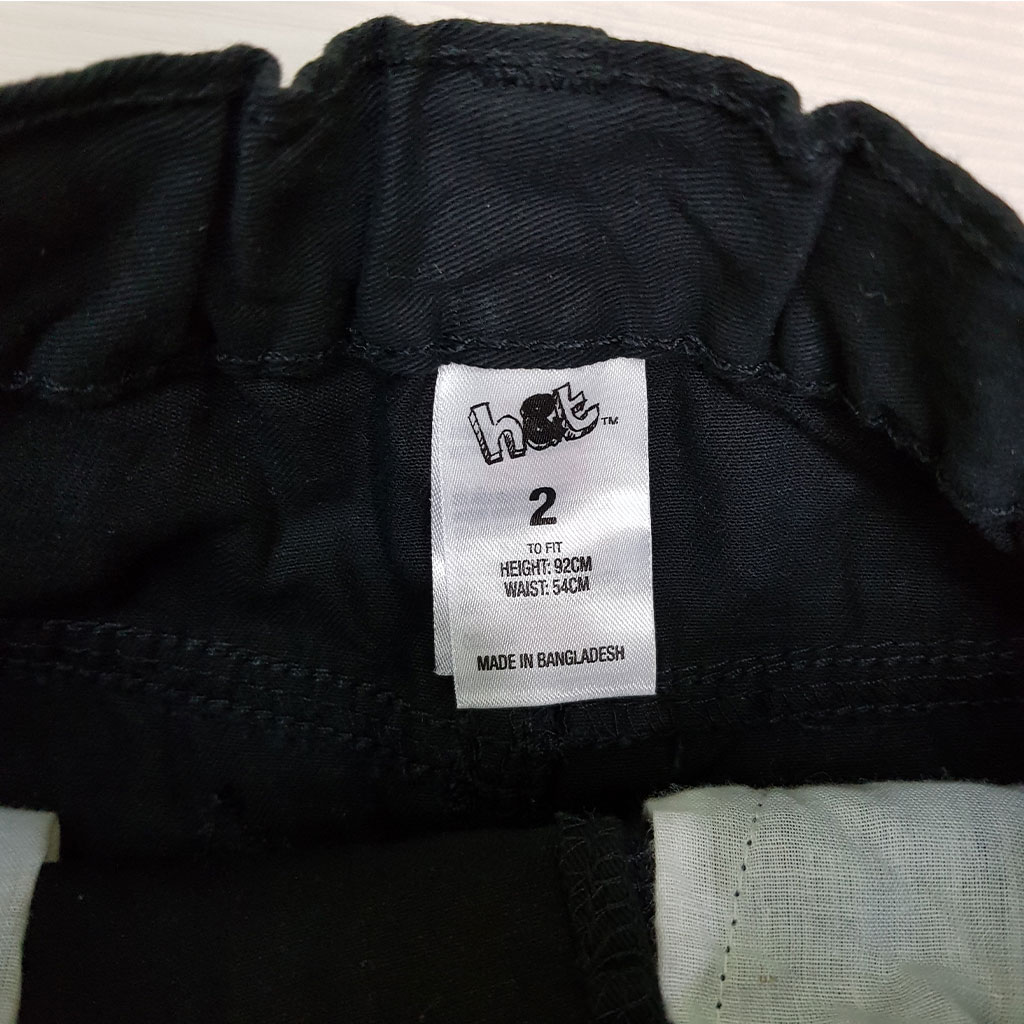 h&t™
2
TO FIT
HEIGHT: 92CM
WAIST: 54CM
MADE IN BANGLADESH